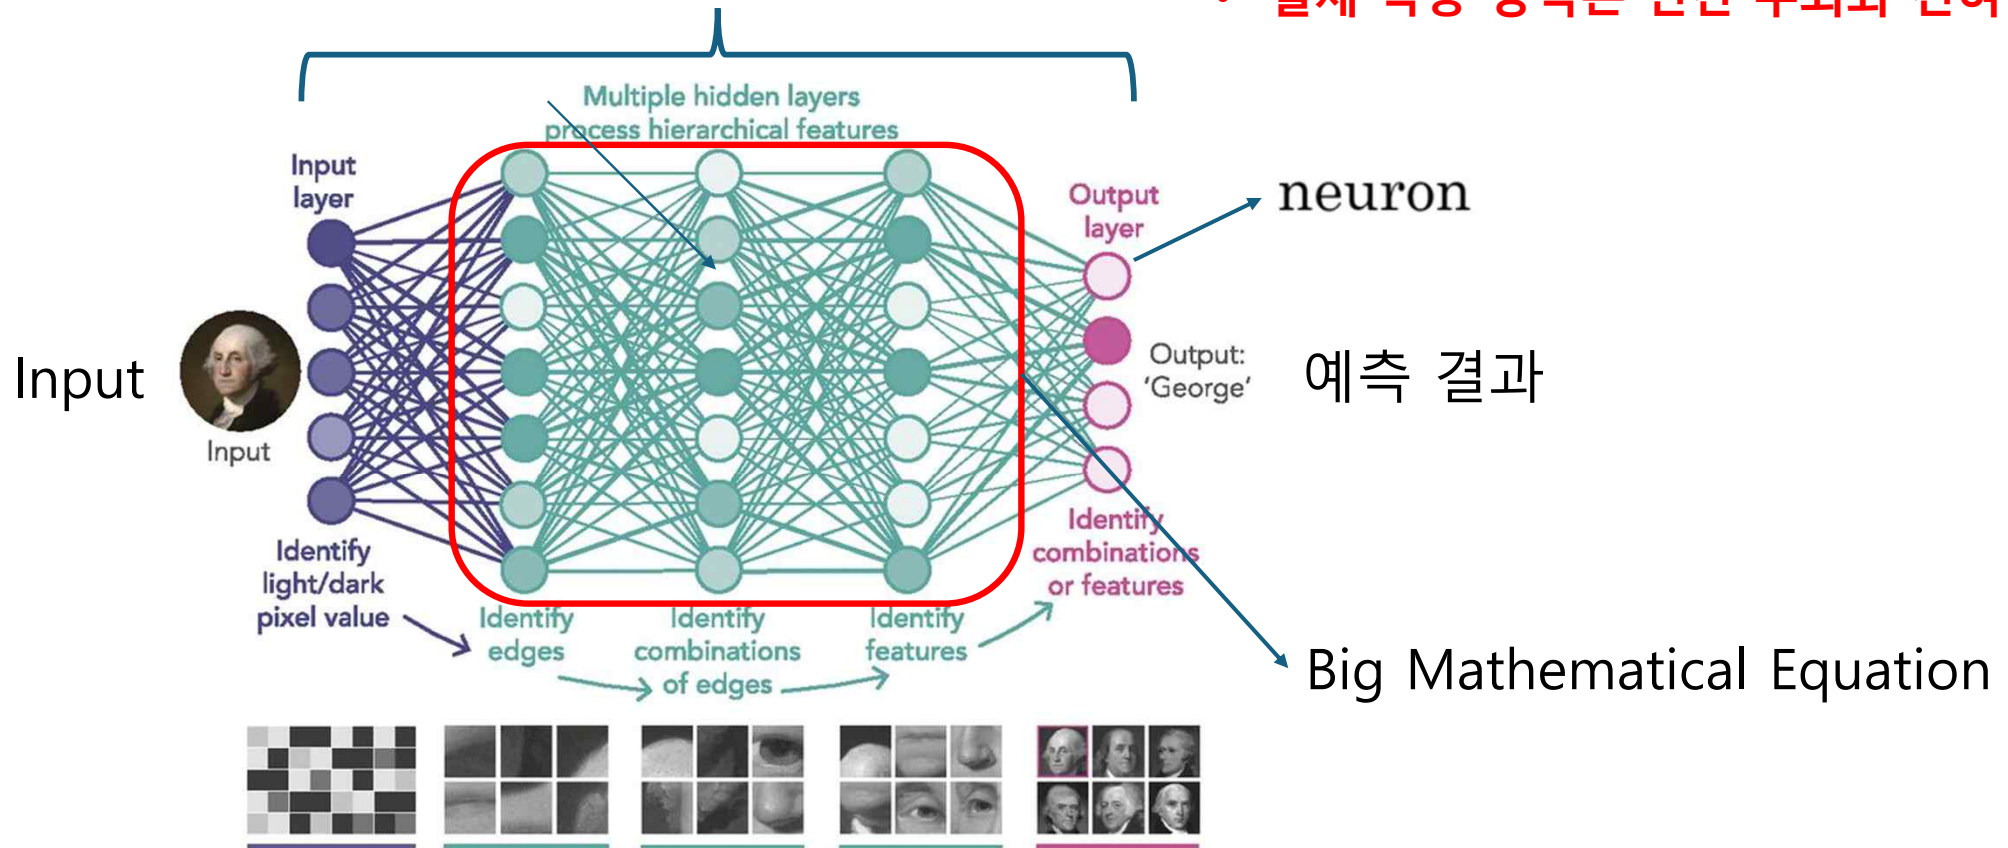 Multiple hidden layers
process hierarchical features
Input
layer
Output
layer
neuron
Input
Input
Output:
'George'
예측 결과
Identify
light/dark
pixel value
Identify
edges
Identify
combinations
of edges
Identify
features
Identify
combinations
or features
Big Mathematical Equation